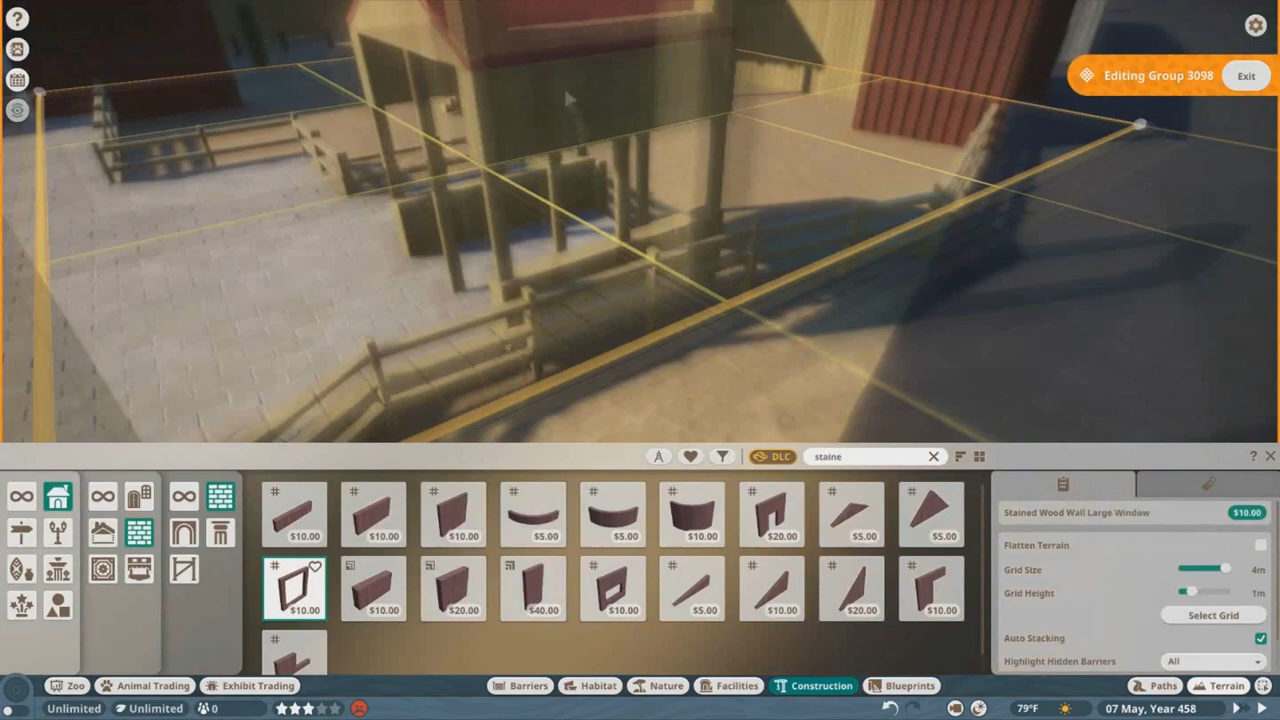 ?
Editing Group 3098
Exit
DLC
staine
?
$10.00
$10.00
$10.00
$5.00
$5.00
$10.00
$20.00
$5.00
$5.00
$10.00
$10.00
$20.00
$40.00
$10.00
$5.00
$10.00
$20.00
$10.00
Stained Wood Wall Large Window
$10.00
Flatten Terrain
Grid Size
4m
Grid Height
1m
Select Grid
Auto Stacking
Highlight Hidden Barriers
All
Zoo
Animal Trading
Exhibit Trading
Barriers
Habitat
Nature
Facilities
Construction
Blueprints
Paths
Terrain
Unlimited
Unlimited
0
79°F
07 May, Year 458